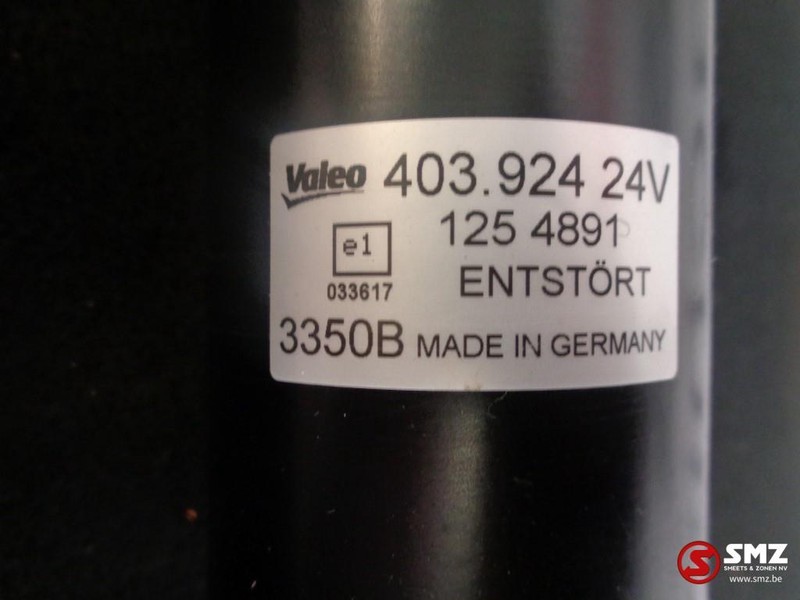 Valeo 403.924 24V
125 4891
e1
ENTSTÖRT
033617
3350B MADE IN GERMANY
SMZ
SMEETS & ZONEN NV
www.smz.be